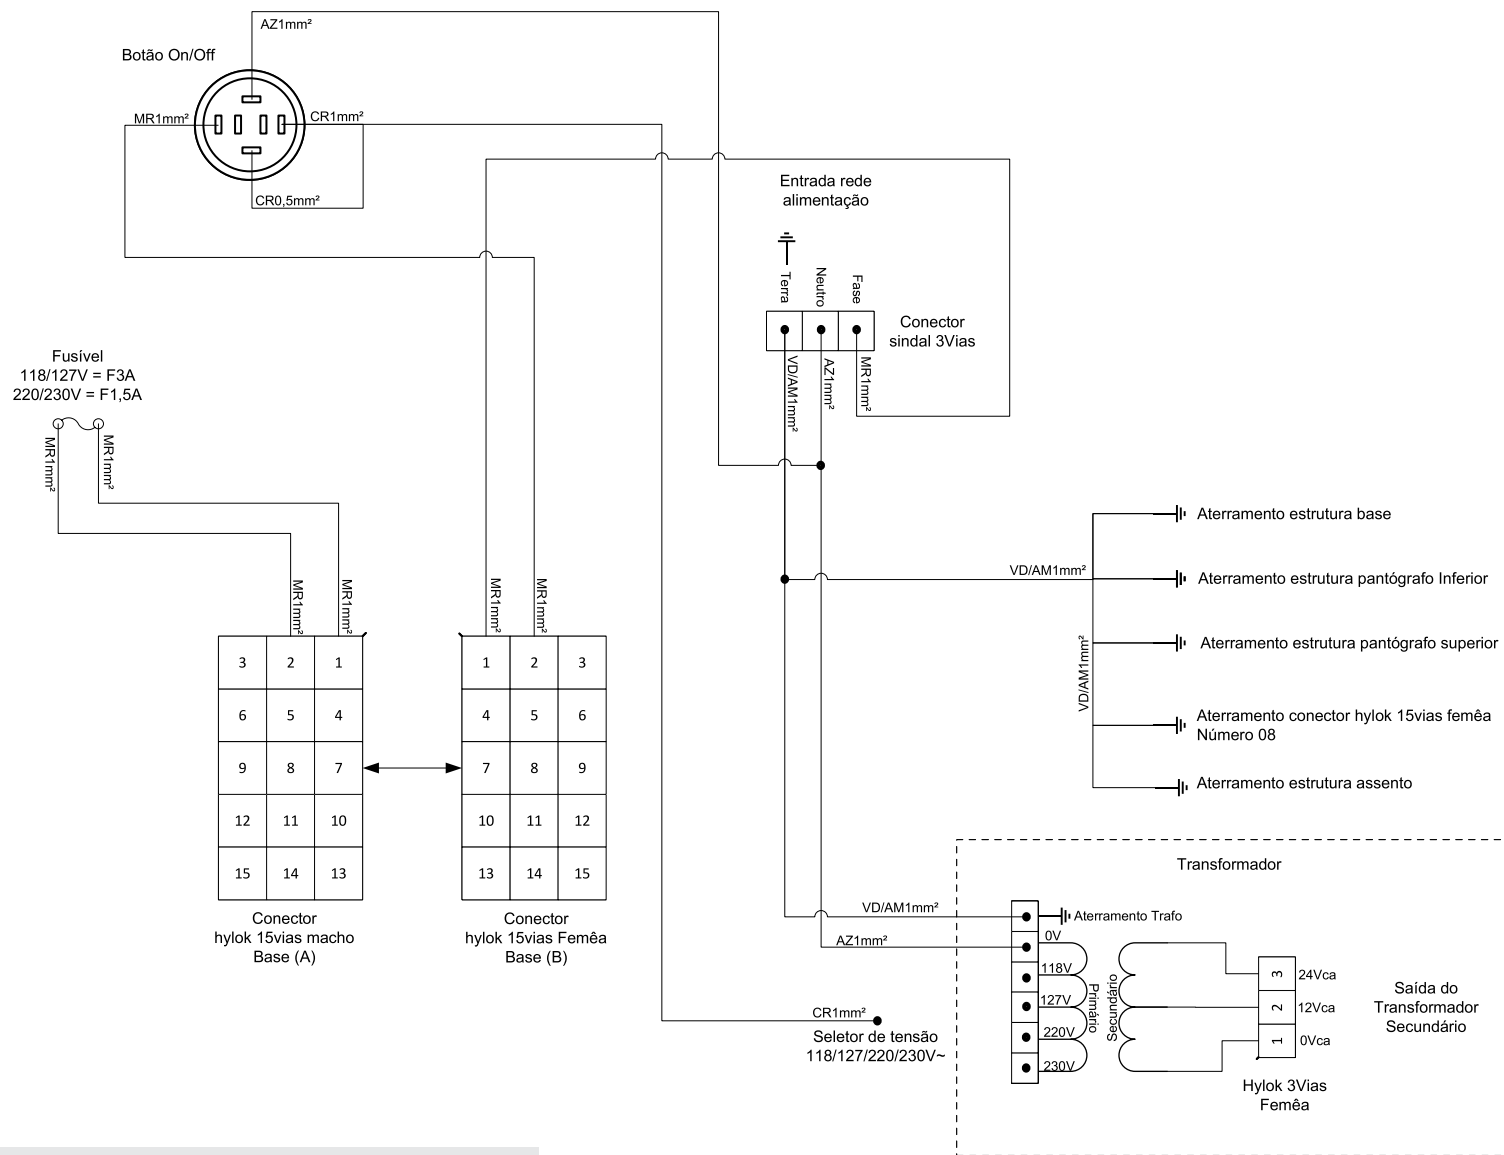 AZ1mm²
Botão On/Off
MR1mm²
CR1mm²
CR0,5mm²
Entrada rede
alimentação
Terra
Neutro
Fase
Conector
sindal 3Vias
VD/AM1mm²
AZ1mm²
MR1mm²
Fusível
118/127V = F3A
220/230V = F1,5A
MR1mm²
MR1mm²
MR1mm²
MR1mm²
MR1mm²
MR1mm²
3 2 1
6 5 4
9 8 7
12 11 10
15 14 13
Conector
hylok 15vias macho
Base (A)
1 2 3
4 5 6
7 8 9
10 11 12
13 14 15
Conector
hylok 15vias Femêa
Base (B)
VD/AM1mm²
VD/AM1mm²
Aterramento estrutura base
Aterramento estrutura pantógrafo Inferior
Aterramento estrutura pantógrafo superior
Aterramento conector hylok 15vias femêa
Número 08
Aterramento estrutura assento
Transformador
VD/AM1mm²
Aterramento Trafo
AZ1mm²
0V
118V
127V
220V
230V
Primário
Secundário
3
2
1
24Vca
12Vca
0Vca
Saída do
Transformador
Secundário
Hylok 3Vias
Femêa
CR1mm²
Seletor de tensão
118/127/220/230V~